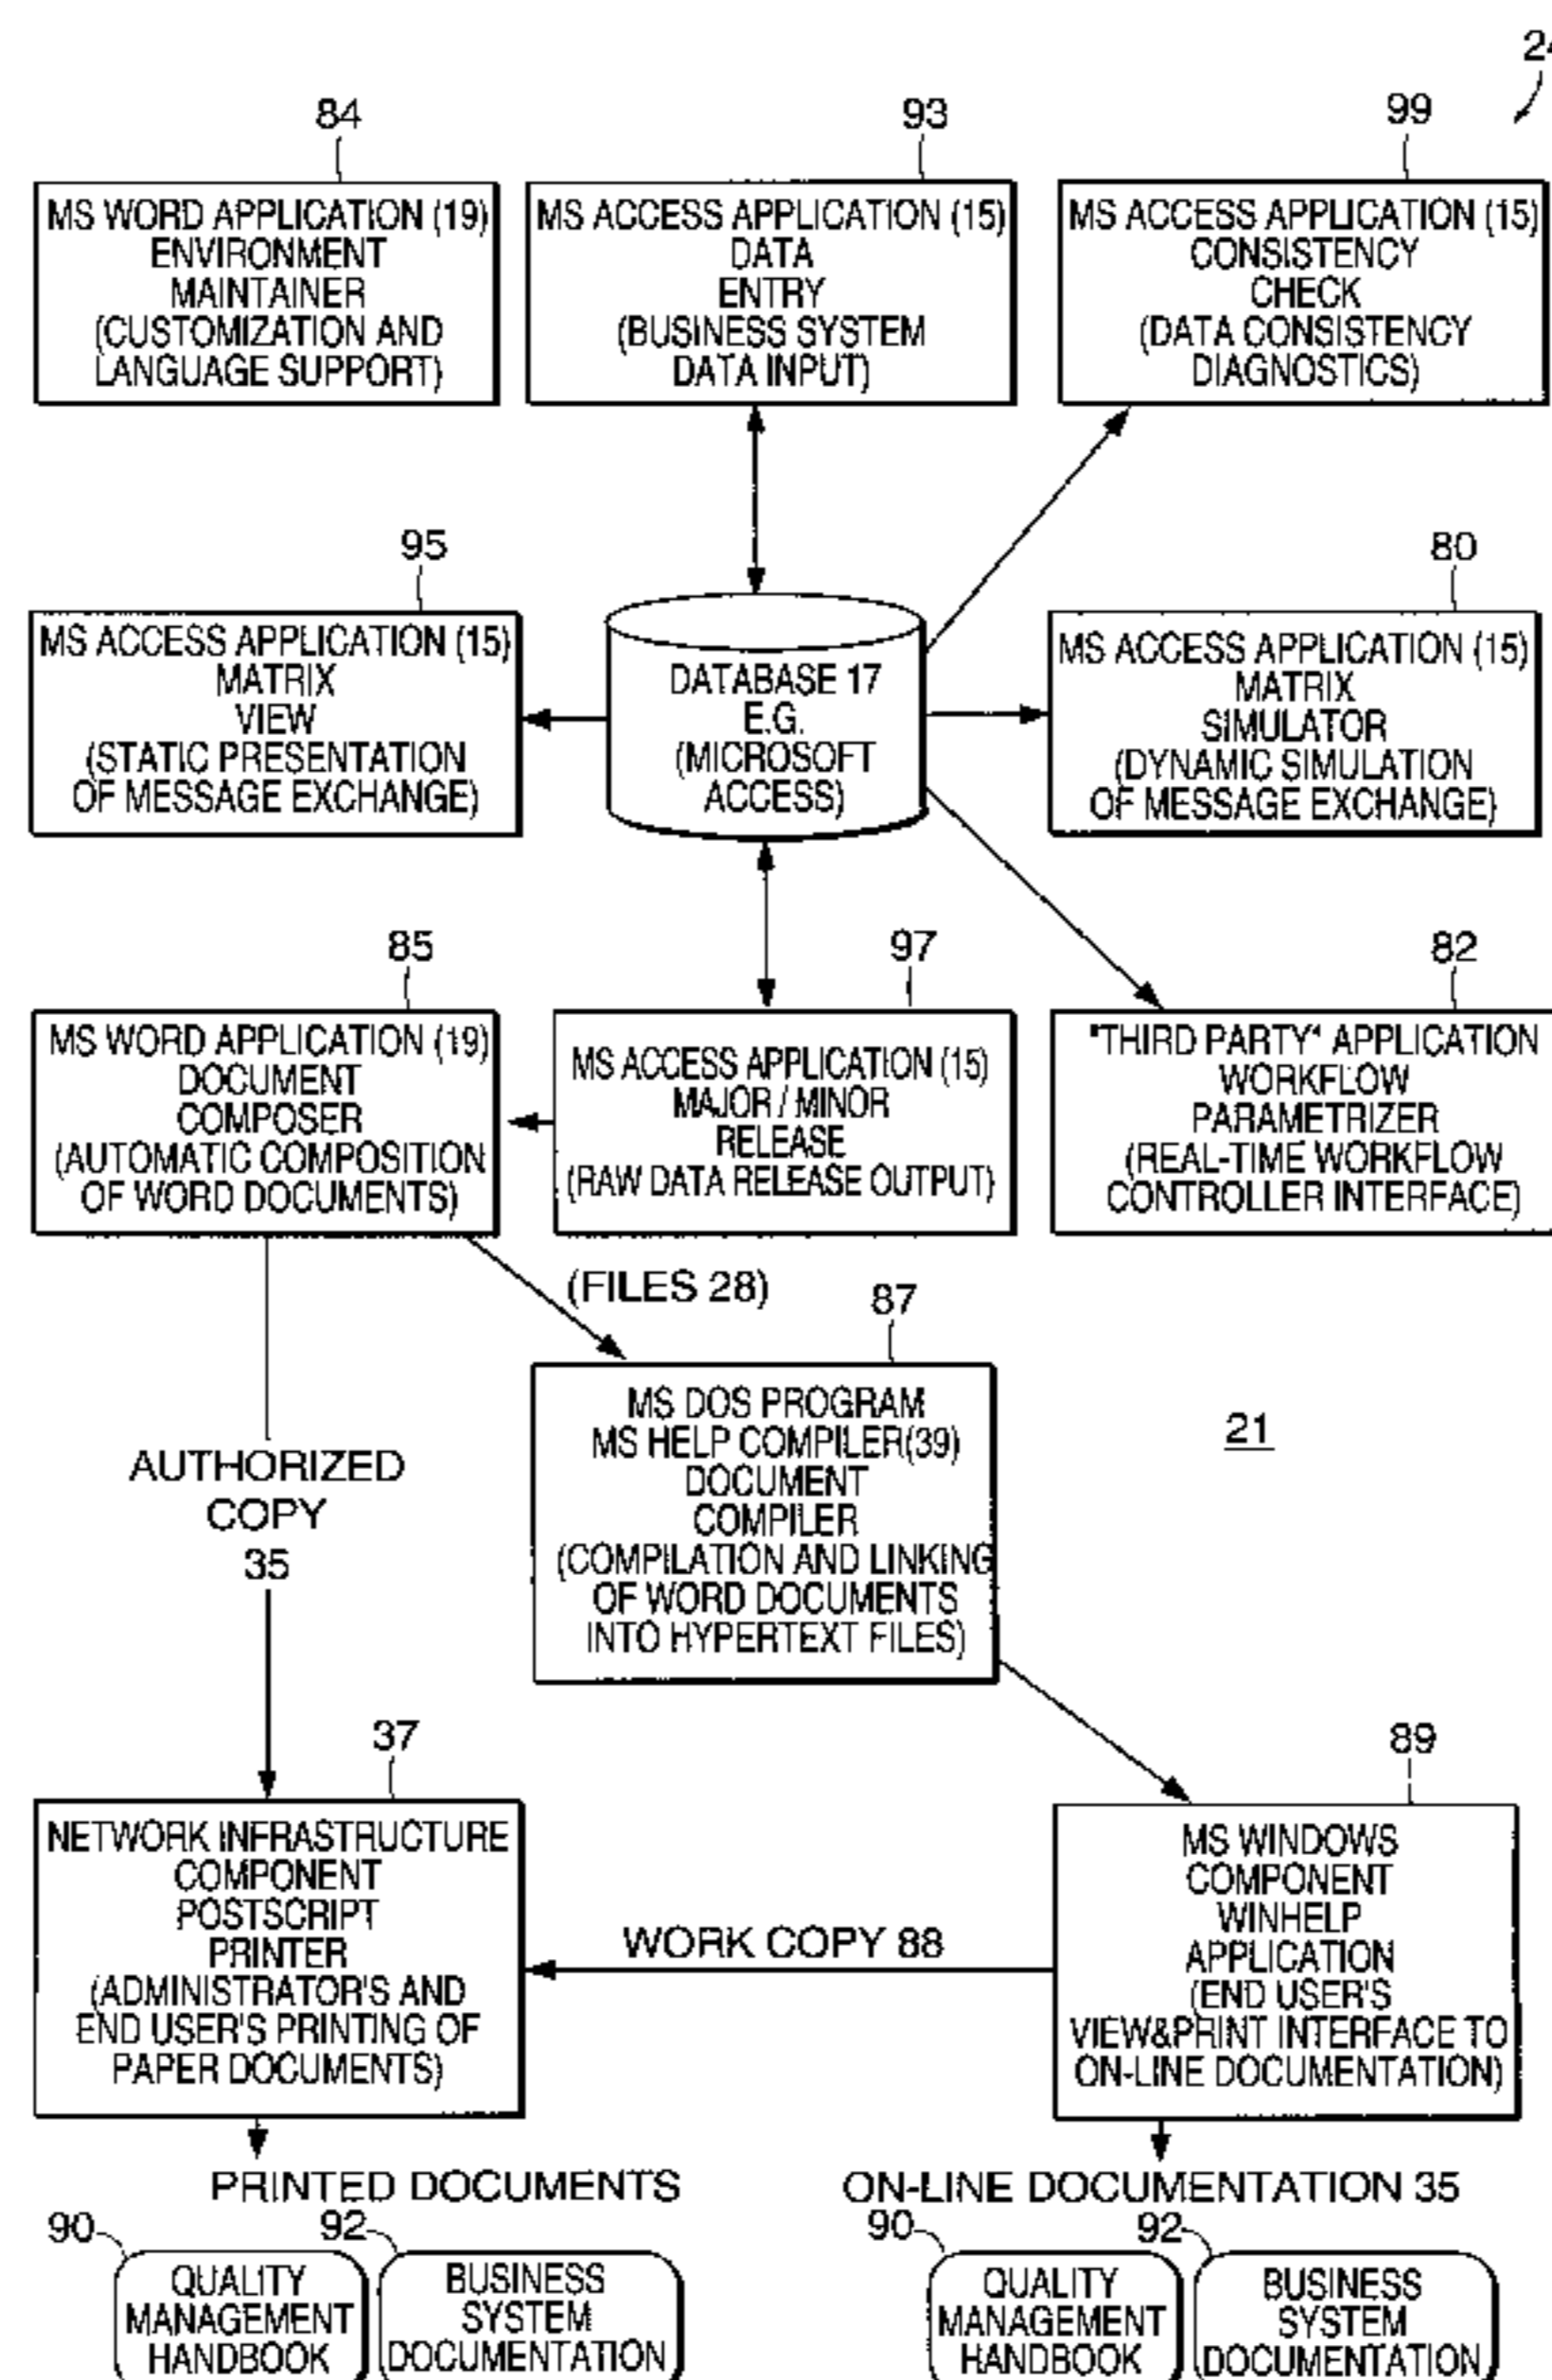 24
84
93
99
MS WORD APPLICATION (19)
ENVIRONMENT
MAINTAINER
(CUSTOMIZATION AND
LANGUAGE SUPPORT)
MS ACCESS APPLICATION (15)
DATA
ENTRY
(BUSINESS SYSTEM
DATA INPUT)
MS ACCESS APPLICATION (15)
CONSISTENCY
CHECK
(DATA CONSISTENCY
DIAGNOSTICS)
95
80
MS ACCESS APPLICATION (15)
MATRIX
VIEW
(STATIC PRESENTATION
OF MESSAGE EXCHANGE)
DATABASE 17
E.G.
(MICROSOFT
ACCESS)
MS ACCESS APPLICATION (15)
MATRIX
SIMULATOR
(DYNAMIC SIMULATION
OF MESSAGE EXCHANGE)
85
97
82
MS WORD APPLICATION (19)
DOCUMENT
COMPOSER
(AUTOMATIC COMPOSITION
OF WORD DOCUMENTS)
MS ACCESS APPLICATION (15)
MAJOR / MINOR
RELEASE
(RAW DATA RELEASE OUTPUT)
"THIRD PARTY" APPLICATION
WORKFLOW
PARAMETRIZER
(REAL-TIME WORKFLOW
CONTROLLER INTERFACE)
(FILES 28)
87
AUTHORIZED
COPY
35
MS DOS PROGRAM
MS HELP COMPILER(39)
DOCUMENT
COMPILER
(COMPILATION AND LINKING
OF WORD DOCUMENTS
INTO HYPERTEXT FILES)
21
37
89
NETWORK INFRASTRUCTURE
COMPONENT
POSTSCRIPT
PRINTER
(ADMINISTRATOR'S AND
END USER'S PRINTING OF
PAPER DOCUMENTS)
WORK COPY 88
MS WINDOWS
COMPONENT
WINHELP
APPLICATION
(END USER'S
VIEW&PRINT INTERFACE TO
ON-LINE DOCUMENTATION)
PRINTED DOCUMENTS
ON-LINE DOCUMENTATION 35
90
92
90
92
QUALITY
MANAGEMENT
HANDBOOK
BUSINESS
SYSTEM
DOCUMENTATION
QUALITY
MANAGEMENT
HANDBOOK
BUSINESS
SYSTEM
DOCUMENTATION